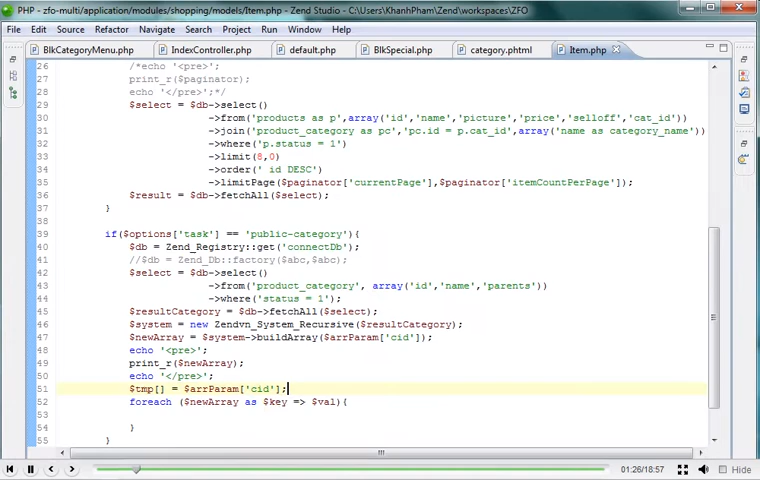 PHP - zfo-multi/application/modules/shopping/models/Item.php - Zend Studio - C:\Users\KhanhPham\Zend\workspaces\ZFO
File Edit Source Refactor Navigate Search Project Run Window Help
BlkCategoryMenu.php IndexController.php default.php BlkSpecial.php category.phtml Item.php
26 /*echo '<pre>';
27 print_r($paginator);
28 echo '</pre>';*/
29 $select = $db->select()
30 ->from('products as p',array('id','name','picture','price','selloff','cat_id'))
31 ->join('product_category as pc','pc.id = p.cat_id',array('name as category_name'))
32 ->where('p.status = 1')
33 ->limit(8,0)
34 ->order(' id DESC')
35 ->limitPage($paginator['currentPage'],$paginator['itemCountPerPage']);
36 $result = $db->fetchAll($select);
37 }
38
39 if($options['task'] == 'public-category'){
40 $db = Zend_Registry::get('connectDb');
41 //$db = Zend_Db::factory($abc,$abc);
42 $select = $db->select()
43 ->from('product_category', array('id','name','parents'))
44 ->where('status = 1');
45 $resultCategory = $db->fetchAll($select);
46 $system = new Zendvn_System_Recursive($resultCategory);
47 $newArray = $system->buildArray($arrParam['cid']);
48 echo '<pre>';
49 print_r($newArray);
50 echo '</pre>';
51 $tmp[] = $arrParam['cid'];
52 foreach ($newArray as $key => $val){
53
54 }
55 }
01:26/18:57 Hide